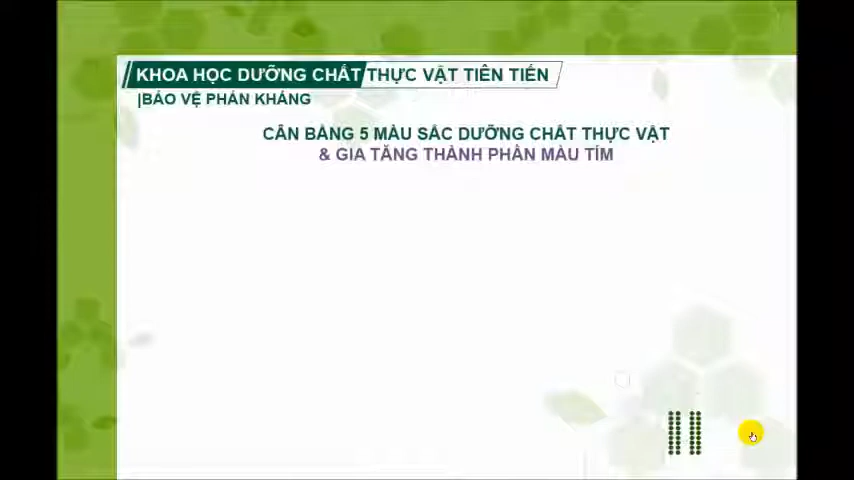 KHOA HỌC DƯỠNG CHẤT THỰC VẬT TIÊN TIẾN
|BẢO VỆ PHẢN KHÁNG
CÂN BẰNG 5 MÀU SẮC DƯỠNG CHẤT THỰC VẬT
& GIA TĂNG THÀNH PHẦN MÀU TÍM